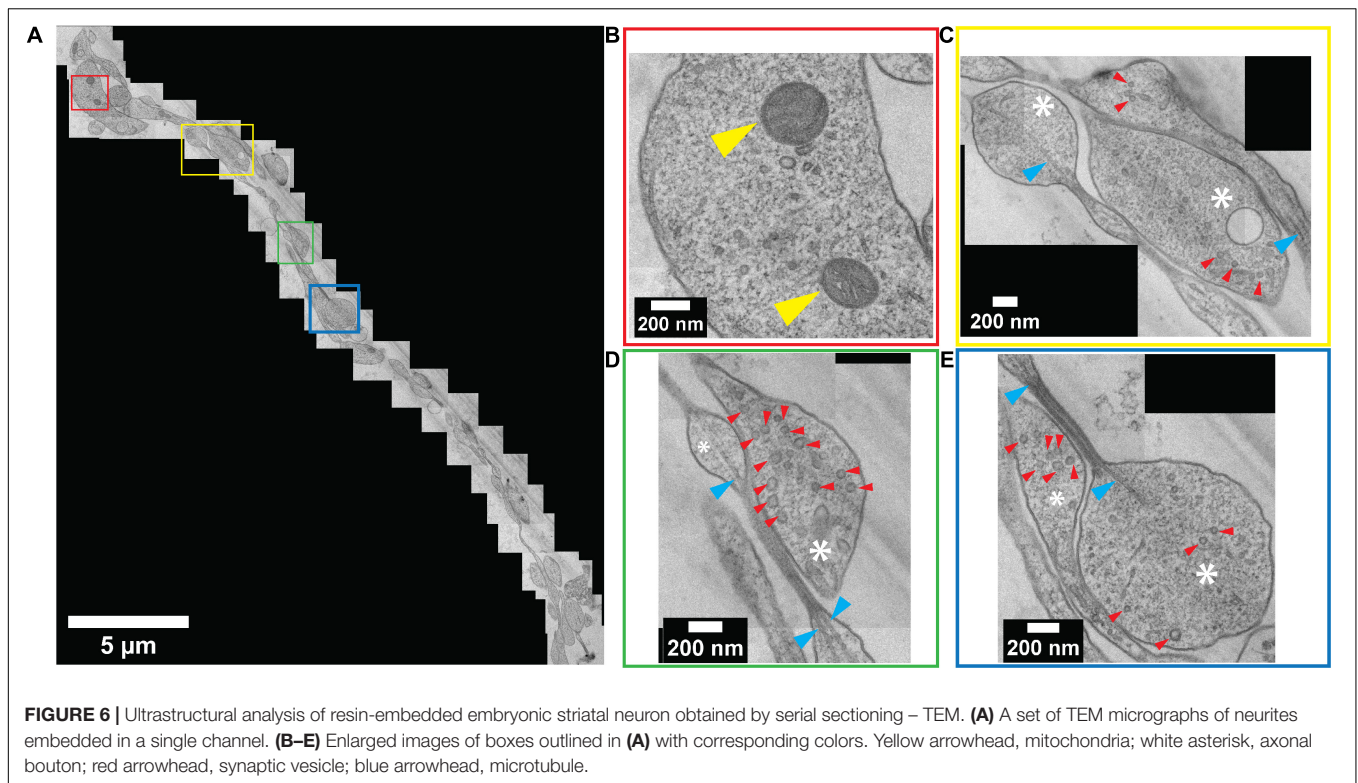 A
B
C
200 nm
200 nm
D
E
5 µm
200 nm
200 nm
FIGURE 6 | Ultrastructural analysis of resin-embedded embryonic striatal neuron obtained by serial sectioning – TEM. (A) A set of TEM micrographs of neurites
embedded in a single channel. (B–E) Enlarged images of boxes outlined in (A) with corresponding colors. Yellow arrowhead, mitochondria; white asterisk, axonal
bouton; red arrowhead, synaptic vesicle; blue arrowhead, microtubule.